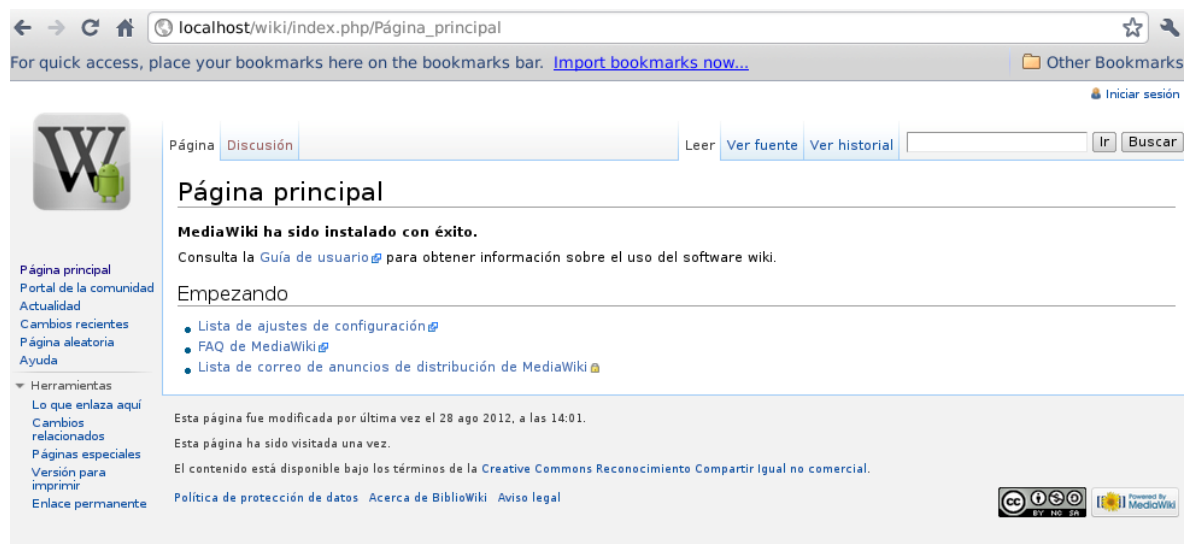 localhost/wiki/index.php/Página_principal
For quick access, place your bookmarks here on the bookmarks bar. Import bookmarks now... Other Bookmarks
Iniciar sesión
W
Página Discusión Leer Ver fuente Ver historial Ir Buscar
Página principal
MediaWiki ha sido instalado con éxito.
Consulta la Guía de usuario para obtener información sobre el uso del software wiki.
Empezando
Lista de ajustes de configuración
FAQ de MediaWiki
Lista de correo de anuncios de distribución de MediaWiki
Página principal
Portal de la comunidad
Actualidad
Cambios recientes
Página aleatoria
Ayuda
Herramientas
Lo que enlaza aquí
Cambios
relacionados
Páginas especiales
Versión para
imprimir
Enlace permanente
Esta página fue modificada por última vez el 28 ago 2012, a las 14:01.
Esta página ha sido visitada una vez.
El contenido está disponible bajo los términos de la Creative Commons Reconocimiento Compartir Igual no comercial.
Política de protección de datos Acerca de BiblioWiki Aviso legal
cc
BY NC SA
Powered By
MediaWiki